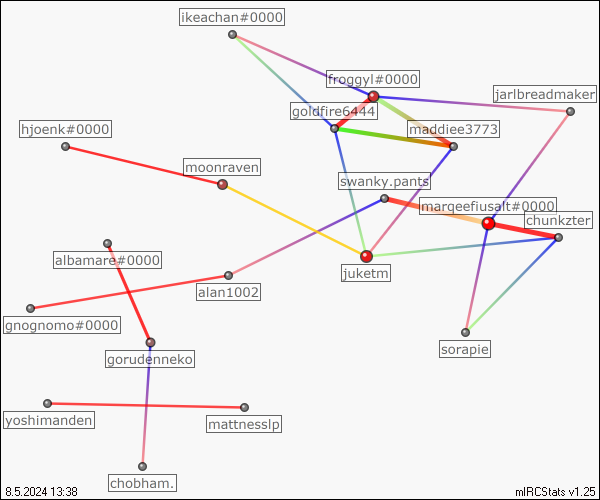 ikeachan#0000
froggyl#0000
jarlbreadmaker
goldfire6444
hjoenk#0000
maddiee3773
moonraven
swanky.pants
marqeefiusalt#0000
chunkzter
albamare#0000
juketm
alan1002
gnognomo#0000
sorapie
gorudenneko
yoshimanden
mattnesslp
chobham.
8.5.2024 13:38
mIRCStats v1.25